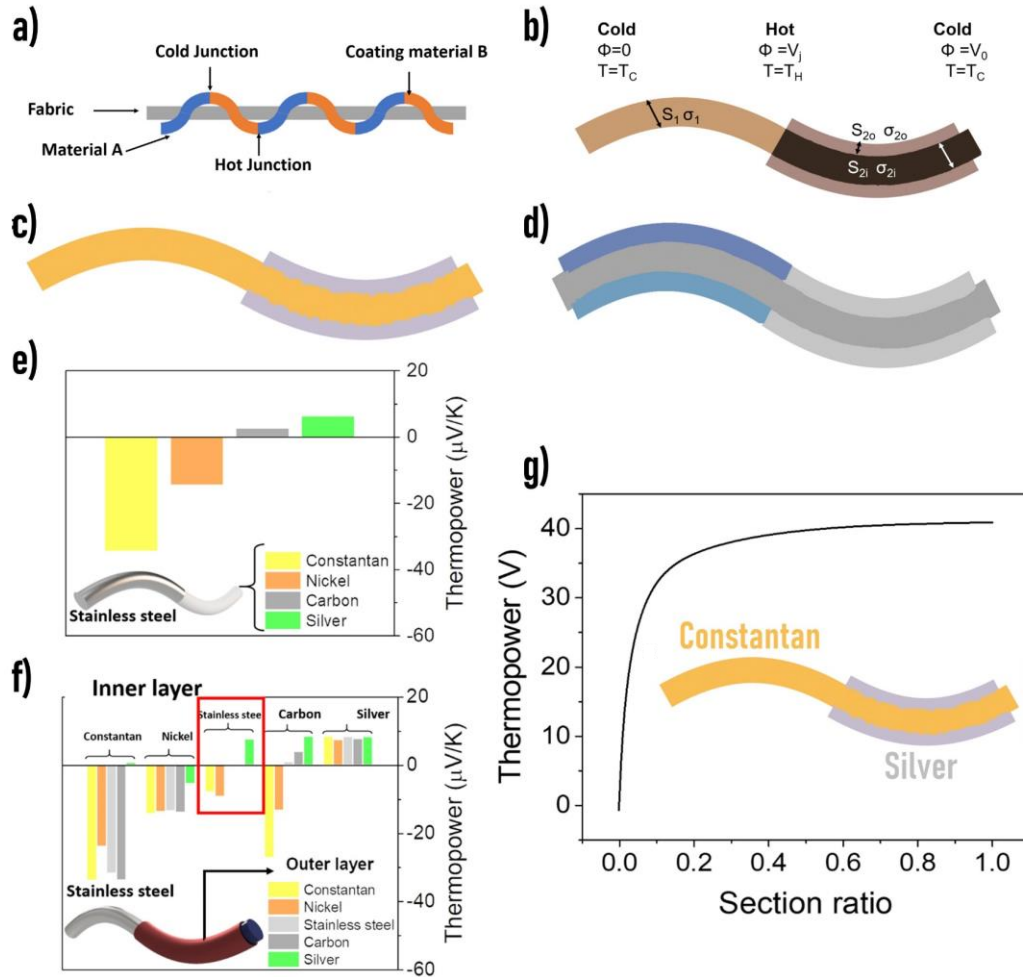 a)
Cold Junction
Coating material B
Fabric
Material A
Hot Junction
b)
Cold
Φ=0
T=T_C
Hot
Φ =V_j
T=T_H
Cold
Φ=V_0
T=T_C
S_1 σ_1
S_2o σ_2o
S_2i σ_2i
c)
d)
e)
20
0
-20
-40
-60
Thermopower (μV/K)
Constantan
Nickel
Carbon
Silver
Stainless steel
f)
Inner layer
Constantan
Nickel
Stainless stee
Carbon
Silver
20
0
-20
-40
-60
Thermopower (μV/K)
Stainless steel
Outer layer
Constantan
Nickel
Stainless steel
Carbon
Silver
g)
Thermopower (V)
40
30
20
10
0
Constantan
Silver
0.0 0.2 0.4 0.6 0.8 1.0
Section ratio